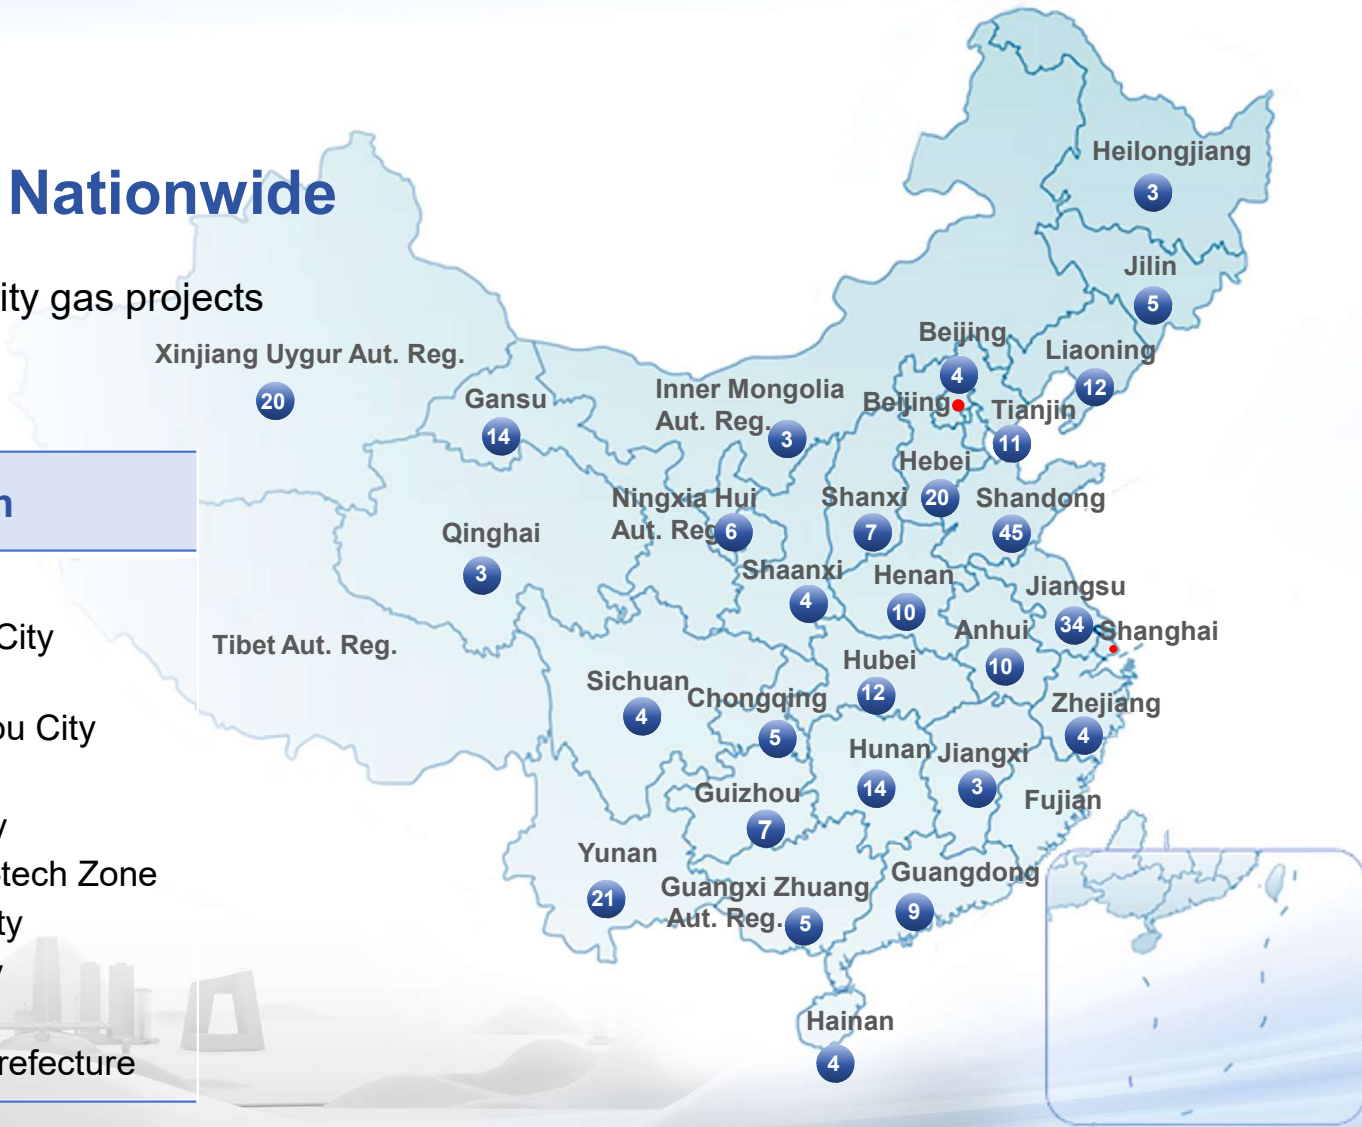 Nationwide
ity gas projects
n
City
ou City
y
tech Zone
ty
y
refecture
Heilongjiang
3
Jilin
5
Beijing
4
Liaoning
12
Beijing
Tianjin
11
Xinjiang Uygur Aut. Reg.
20
Gansu
14
Inner Mongolia
Aut. Reg.
3
Hebei
20
Ningxia Hui
Aut. Reg
6
Shanxi
7
Shandong
45
Qinghai
3
Shaanxi
4
Henan
10
Jiangsu
34
Shanghai
Anhui
10
Tibet Aut. Reg.
Hubei
12
Sichuan
4
Chongqing
5
Zhejiang
4
Hunan
14
Jiangxi
3
Guizhou
7
Fujian
Yunan
21
Guangxi Zhuang
Aut. Reg.
5
Guangdong
9
Hainan
4